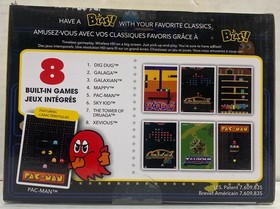 HAVE A BLAST! WITH YOUR FAVORITE CLASSICS,
AMUSEZ-VOUS AVEC VOS CLASSIQUES FAVORIS GRÂCE À BLAST!
8
BUILT-IN GAMES
JEUX INTÉGRÉS
1. DIG DUG™
2. GALAGA™
3. GALAXIAN™
4. MAPPY™
5. PAC-MAN™
6. SKY KID™
7. THE TOWER OF DRUAGA™
8. XEVIOUS™
PAC-MAN
PAC-MAN™
U.S. Patent 7,609,835
Brevet Américain 7,609,835